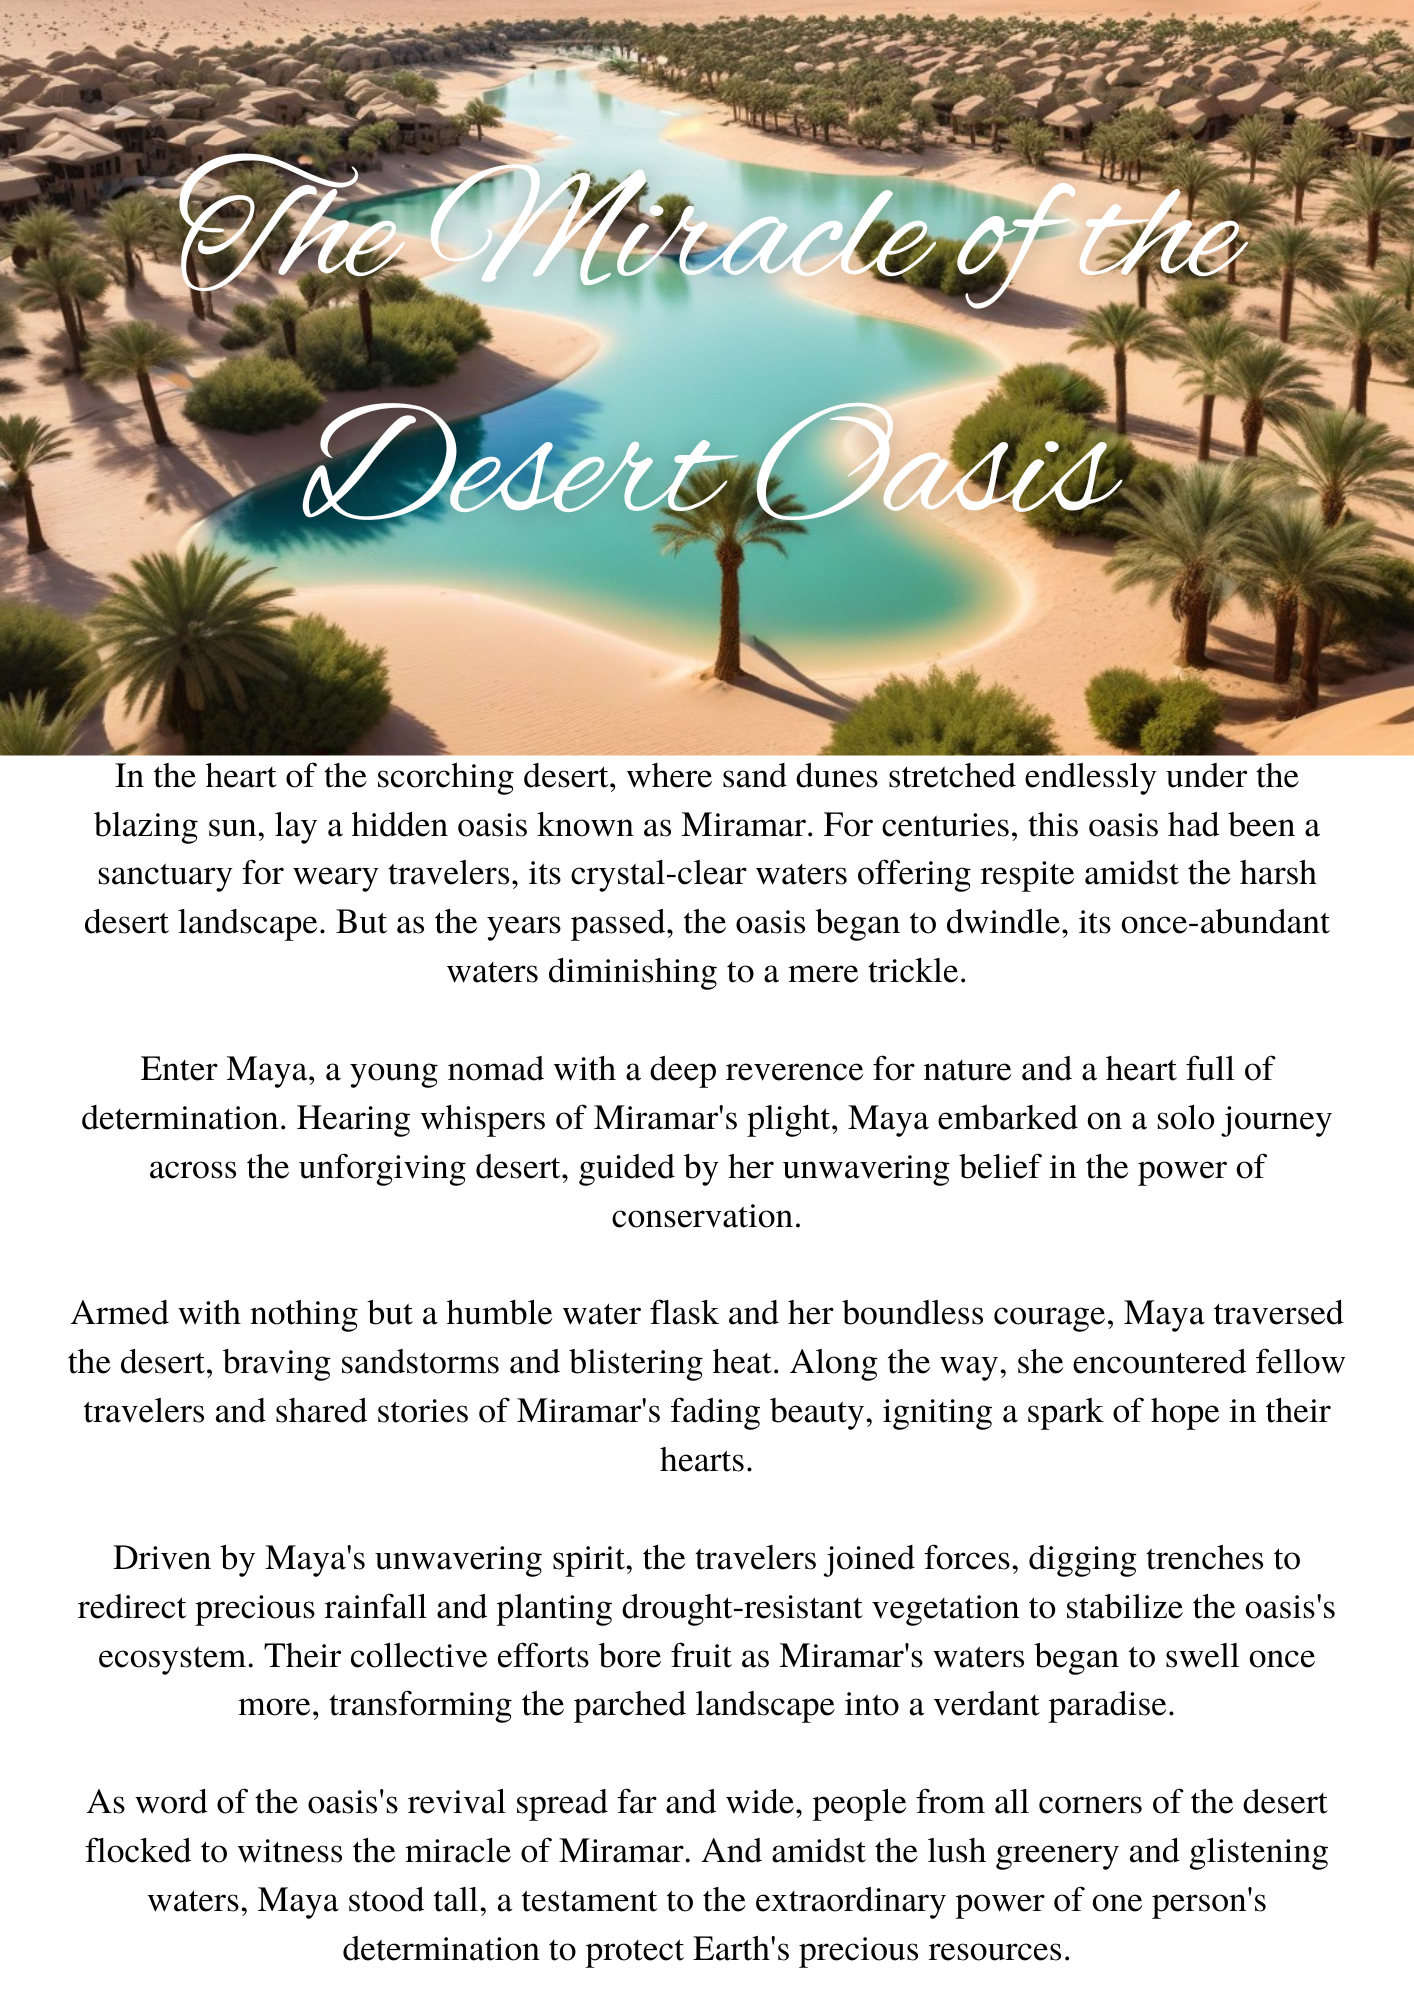 The Miracle of the
Desert Oasis
In the heart of the scorching desert, where sand dunes stretched endlessly under the
blazing sun, lay a hidden oasis known as Miramar. For centuries, this oasis had been a
sanctuary for weary travelers, its crystal-clear waters offering respite amidst the harsh
desert landscape. But as the years passed, the oasis began to dwindle, its once-abundant
waters diminishing to a mere trickle.
Enter Maya, a young nomad with a deep reverence for nature and a heart full of
determination. Hearing whispers of Miramar's plight, Maya embarked on a solo journey
across the unforgiving desert, guided by her unwavering belief in the power of
conservation.
Armed with nothing but a humble water flask and her boundless courage, Maya traversed
the desert, braving sandstorms and blistering heat. Along the way, she encountered fellow
travelers and shared stories of Miramar's fading beauty, igniting a spark of hope in their
hearts.
Driven by Maya's unwavering spirit, the travelers joined forces, digging trenches to
redirect precious rainfall and planting drought-resistant vegetation to stabilize the oasis's
ecosystem. Their collective efforts bore fruit as Miramar's waters began to swell once
more, transforming the parched landscape into a verdant paradise.
As word of the oasis's revival spread far and wide, people from all corners of the desert
flocked to witness the miracle of Miramar. And amidst the lush greenery and glistening
waters, Maya stood tall, a testament to the extraordinary power of one person's
determination to protect Earth's precious resources.